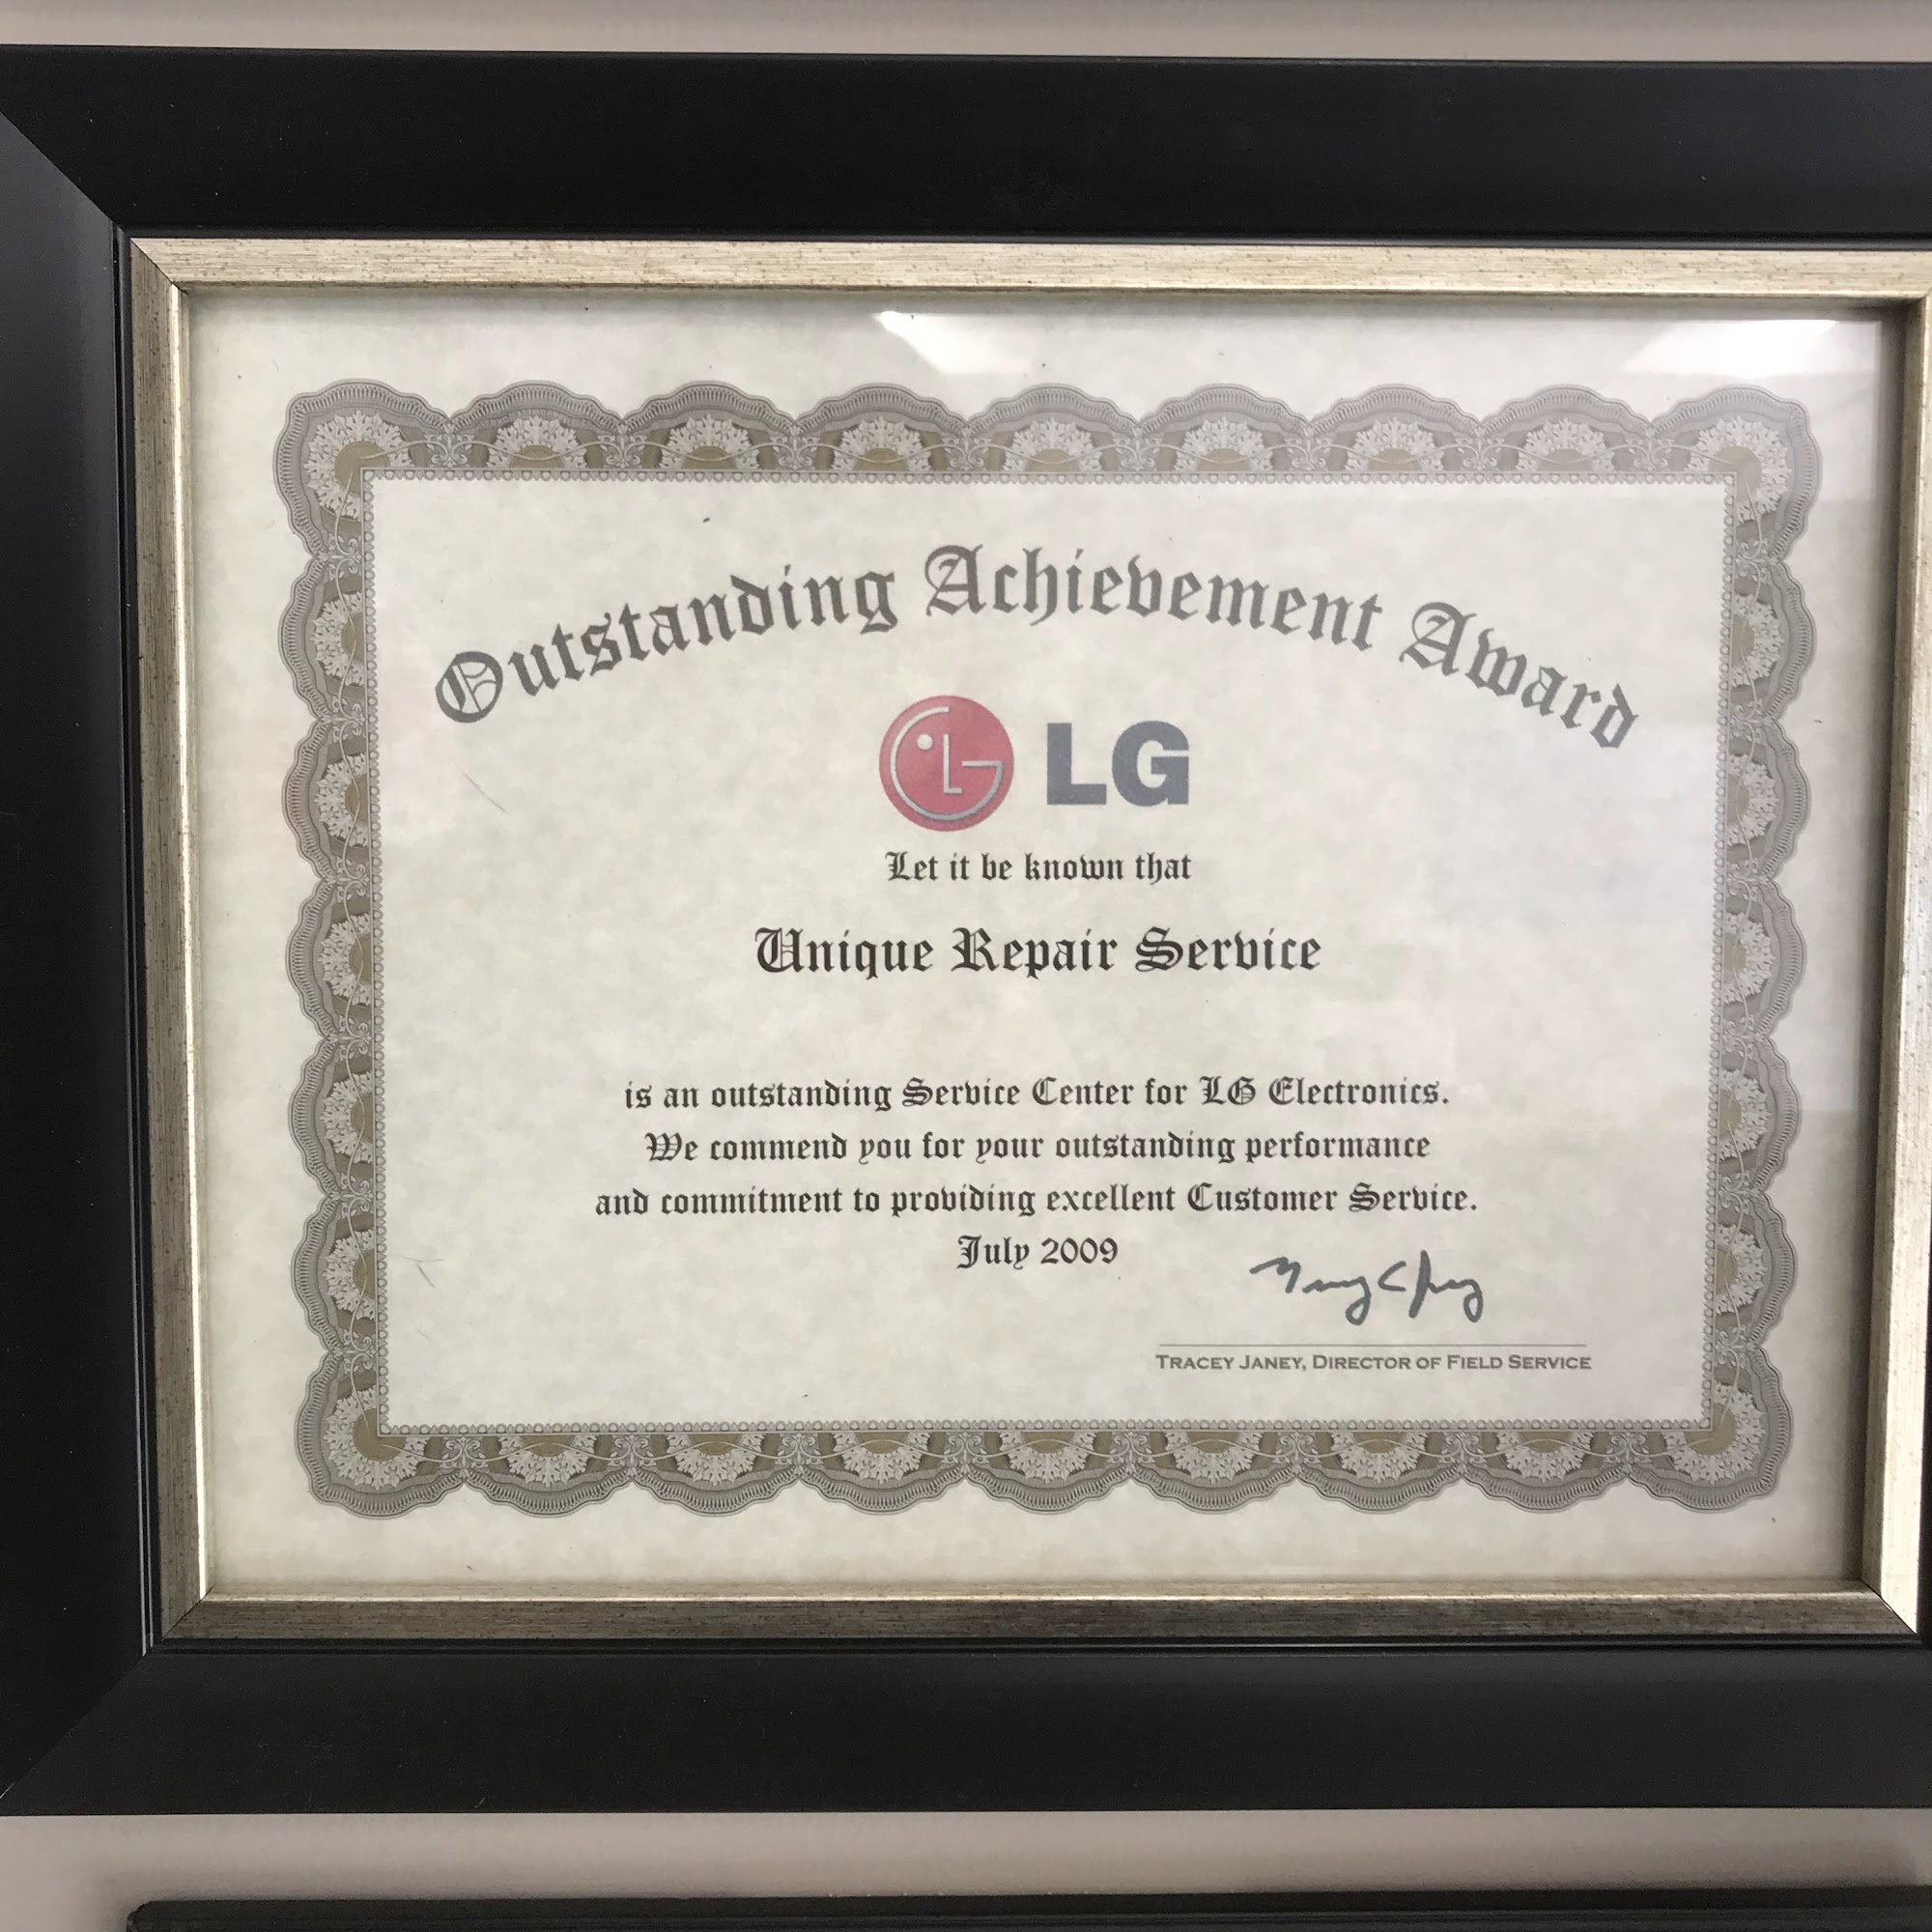 Outstanding Achievement Award
LG
Let it be known that
Unique Repair Service
is an outstanding Service Center for LG Electronics.
We commend you for your outstanding performance
and commitment to providing excellent Customer Service.
July 2009
TRACEY JANEY, DIRECTOR OF FIELD SERVICE